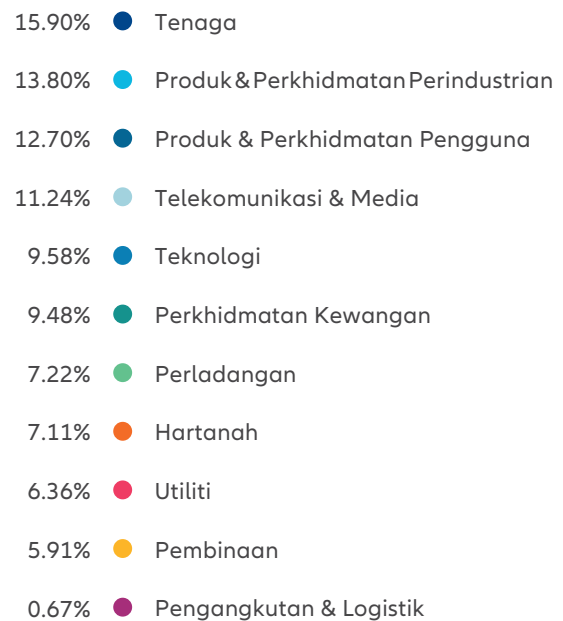 15.90% Tenaga
13.80% Produk & Perkhidmatan Perindustrian
12.70% Produk & Perkhidmatan Pengguna
11.24% Telekomunikasi & Media
9.58% Teknologi
9.48% Perkhidmatan Kewangan
7.22% Perladangan
7.11% Hartanah
6.36% Utiliti
5.91% Pembinaan
0.67% Pengangkutan & Logistik